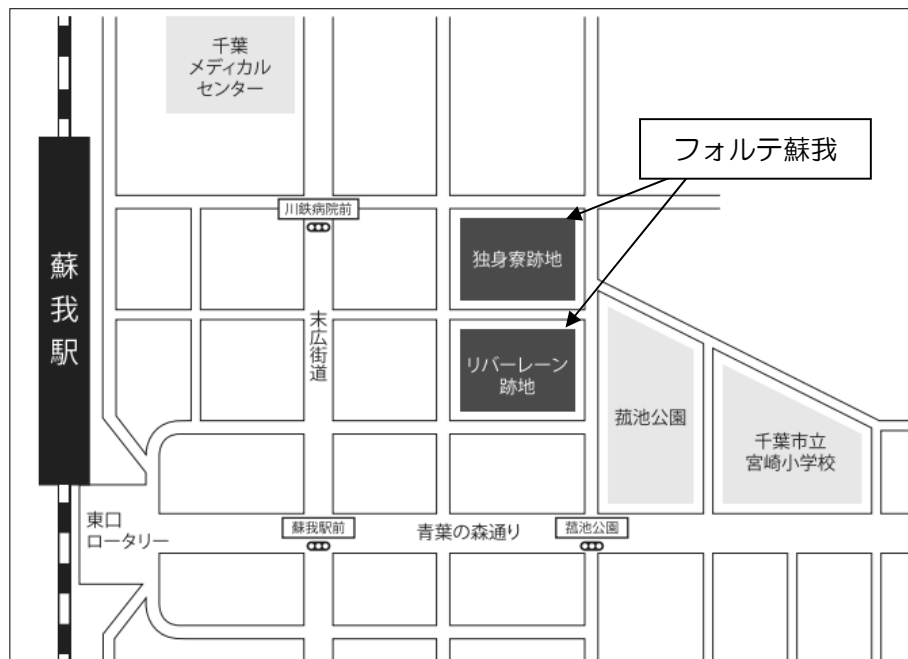 千葉
メディカル
センター
フォルテ蘇我
川鉄病院前
独身寮跡地
蘇我駅
末広街道
リバーレーン
跡地
菰池公園
千葉市立
宮崎小学校
東口
ロータリー
蘇我駅前
青葉の森通り
菰池公園